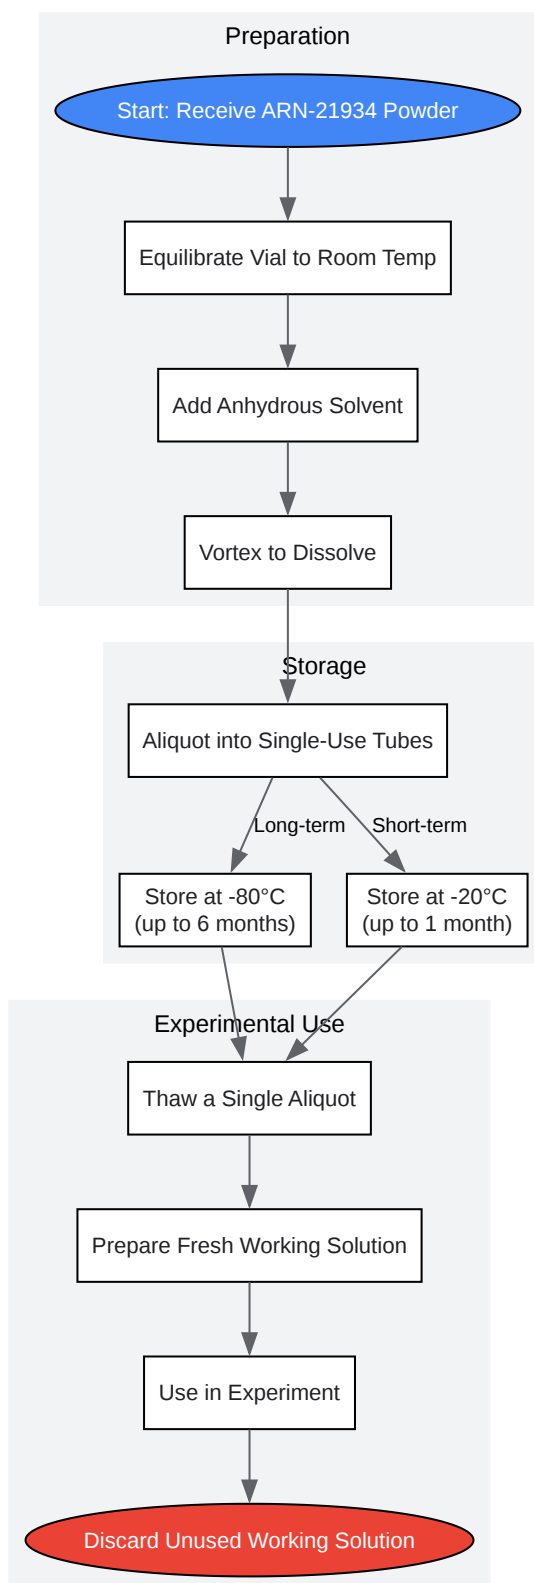 Preparation
Start: Receive ARN-21934 Powder
Equilibrate Vial to Room Temp
Add Anhydrous Solvent
Vortex to Dissolve
Storage
Aliquot into Single-Use Tubes
Long-term
Short-term
Store at -80°C
(up to 6 months)
Store at -20°C
(up to 1 month)
Experimental Use
Thaw a Single Aliquot
Prepare Fresh Working Solution
Use in Experiment
Discard Unused Working Solution